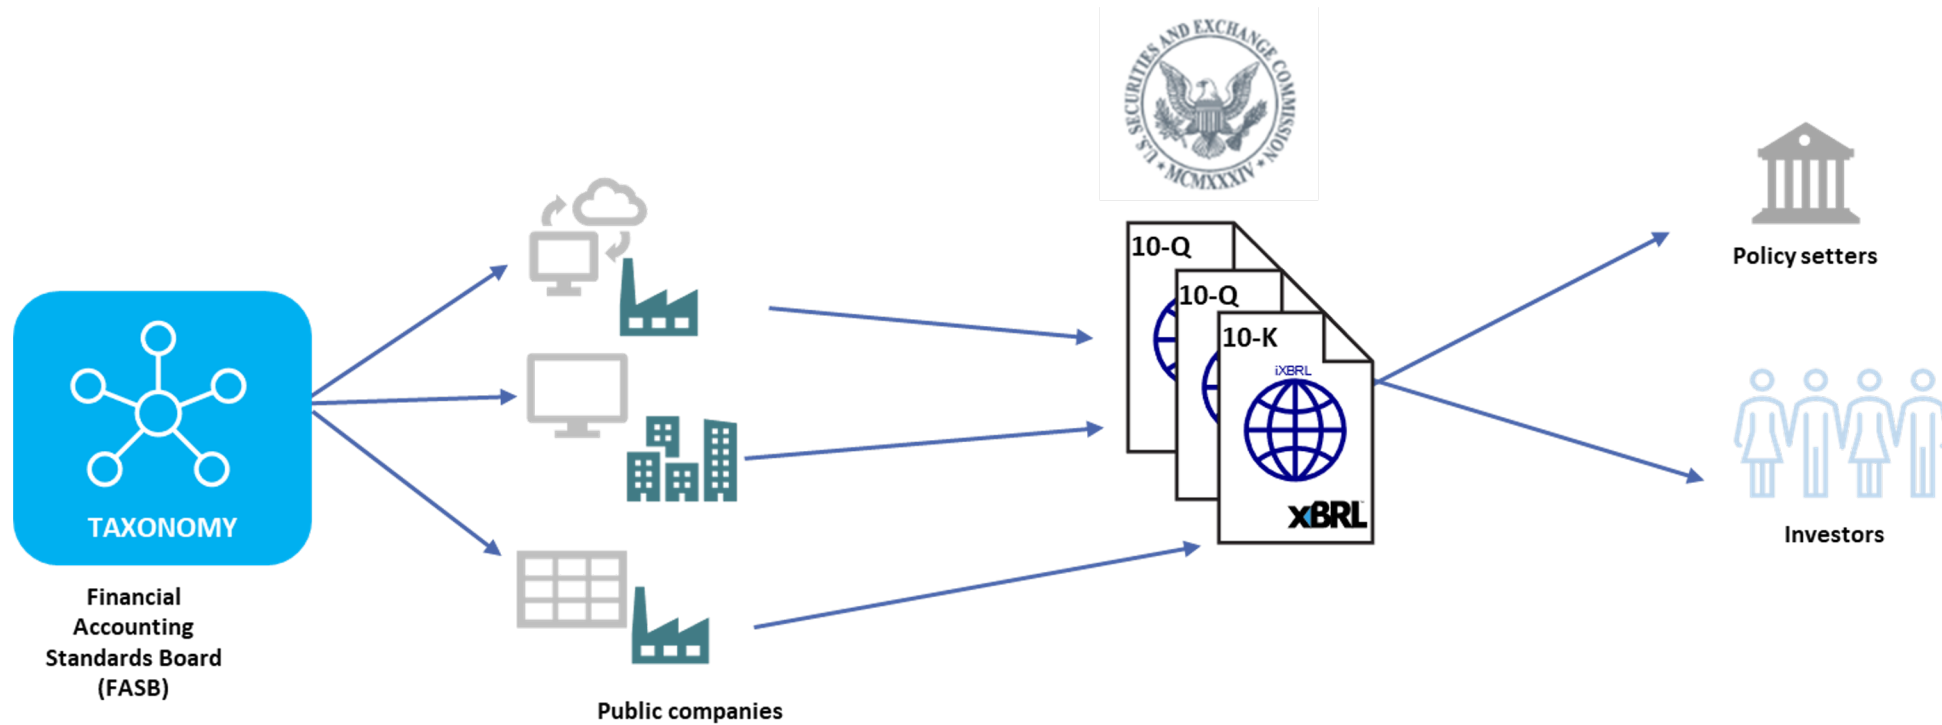 U.S. SECURITIES AND EXCHANGE COMMISSION
MCMXXXIV
10-Q
10-Q
10-K
iXBRL
XBRL
TAXONOMY
Financial
Accounting
Standards Board
(FASB)
Public companies
Policy setters
Investors